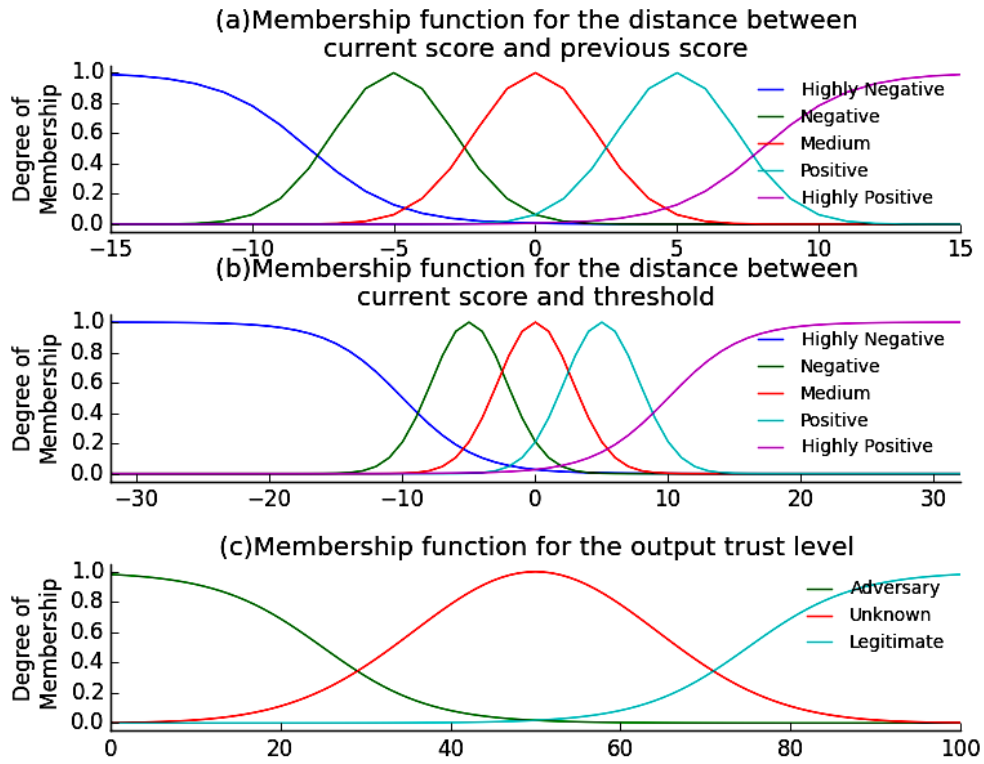 (a)Membership function for the distance between
current score and previous score
Degree of
Membership
1.0
0.8
0.6
0.4
0.2
0.0
Highly Negative
Negative
Medium
Positive
Highly Positive
−15 −10 −5 0 5 10 15
(b)Membership function for the distance between
current score and threshold
Degree of
Membership
1.0
0.8
0.6
0.4
0.2
0.0
Highly Negative
Negative
Medium
Positive
Highly Positive
−30 −20 −10 0 10 20 30
(c)Membership function for the output trust level
Degree of
Membership
1.0
0.8
0.6
0.4
0.2
0.0
Adversary
Unknown
Legitimate
0 20 40 60 80 100